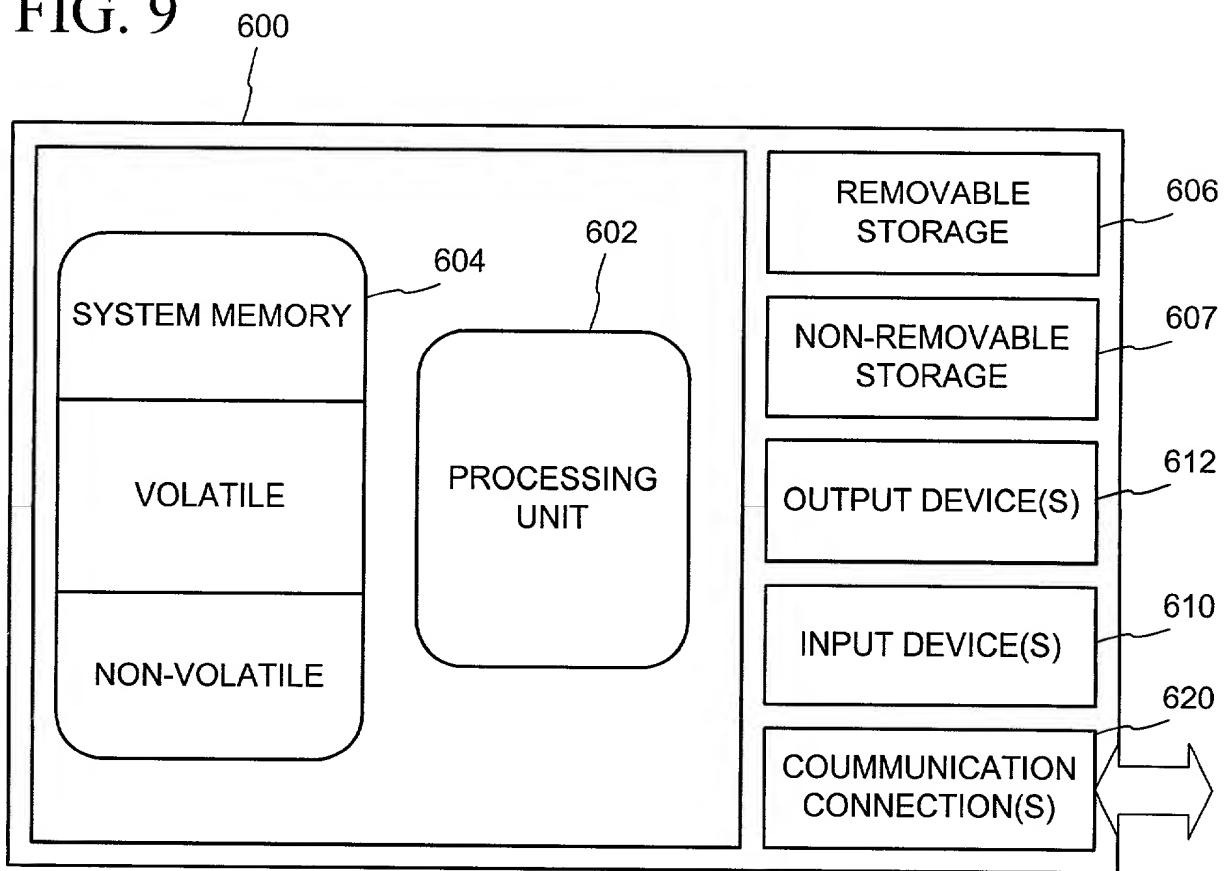 FIG. 9
600
REMOVABLE
STORAGE
606
602
604
SYSTEM MEMORY
NON-REMOVABLE
STORAGE
607
VOLATILE
PROCESSING
UNIT
OUTPUT DEVICE(S)
612
INPUT DEVICE(S)
610
NON-VOLATILE
620
COUMMUNICATION
CONNECTION(S)